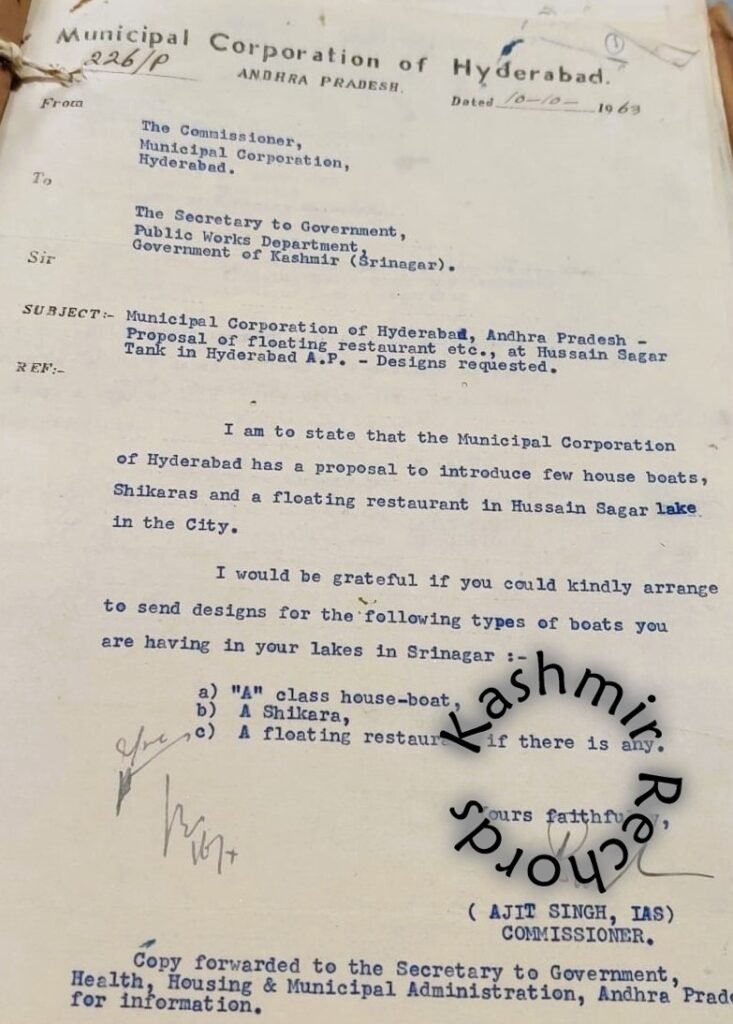 Municipal Corporation of Hyderabad.
226/P
ANDHRA PRADESH.
Dated 10-10- 1963
From
The Commissioner,
Municipal Corporation,
Hyderabad.
To
The Secretary to Government,
Public Works Department,
Government of Kashmir (Srinagar).
Sir
SUBJECT:- Municipal Corporation of Hyderabad, Andhra Pradesh -
Proposal of floating restaurant etc., at Hussain Sagar
Tank in Hyderabad A.P. - Designs requested.
REF:-
I am to state that the Municipal Corporation
of Hyderabad has a proposal to introduce few house boats,
Shikaras and a floating restaurant in Hussain Sagar lake
in the City.
I would be grateful if you could kindly arrange
to send designs for the following types of boats you
are having in your lakes in Srinagar :-
a) "A" class house-boat,
b) A Shikara,
c) A floating restaura if there is any.
Kashmir Rechords
ours faithfu,
( AJIT SINGH, IAS)
COMMISSIONER.
Copy forwarded to the Secretary to Government,
Health, Housing & Municipal Administration, Andhra Prade
for information.